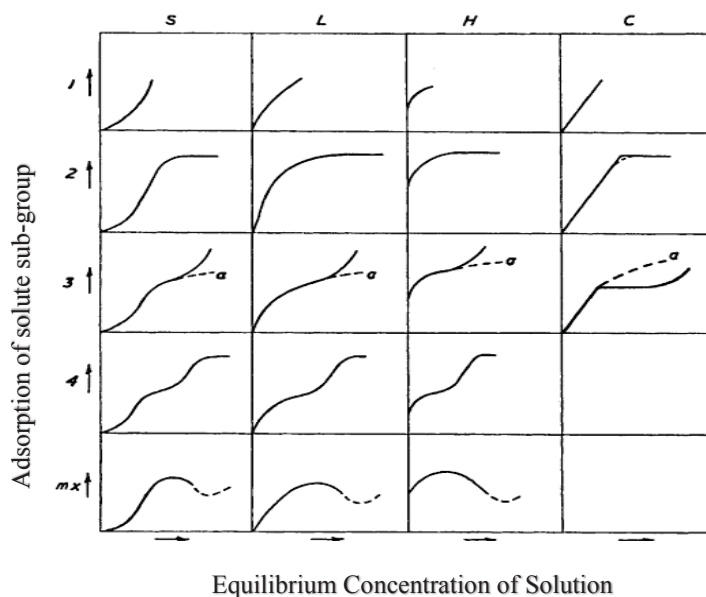 S L H C
Adsorption of solute sub-group
1
2
3 a a a a
4
mx
Equilibrium Concentration of Solution